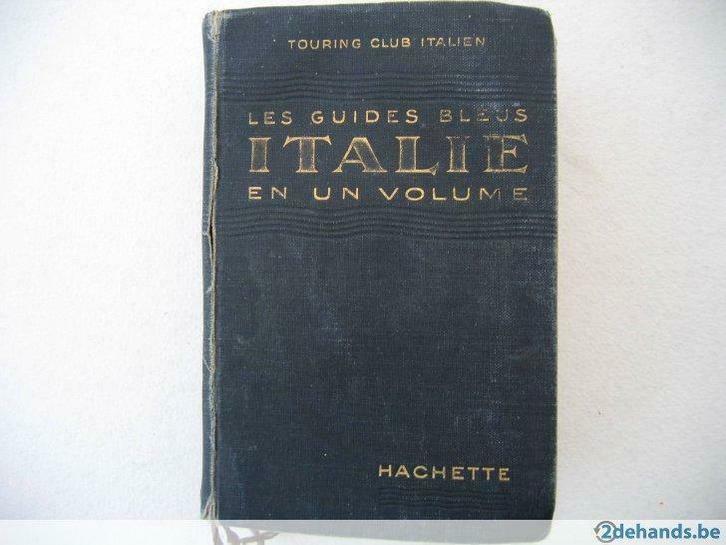 TOURING CLUB ITALIEN
LES GUIDES BLEUS
ITALIE
EN UN VOLUME
HACHETTE
2dehands.be